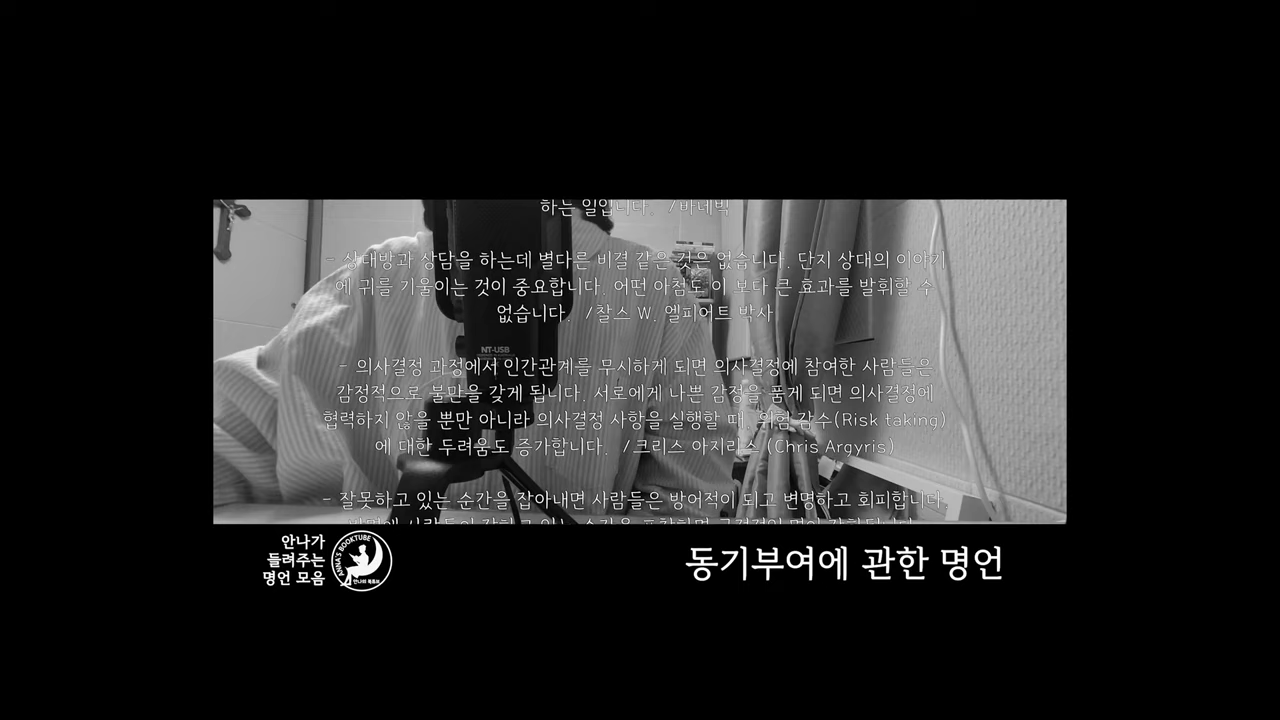 하는 일입니다. /바네빅
- 상대방과 상담을 하는데 별다른 비결 같은 것은 없습니다. 단지 상대의 이야기
에 귀를 기울이는 것이 중요합니다. 어떤 아첨도 이 보다 큰 효과를 발휘할 수
없습니다. /찰스 W. 엘피어트 박사
NT-USB
- 의사결정 과정에서 인간관계를 무시하게 되면 의사결정에 참여한 사람들은
감정적으로 불만을 갖게 됩니다. 서로에게 나쁜 감정을 품게 되면 의사결정에
협력하지 않을 뿐만 아니라 의사결정 사항을 실행할 때, 위험 감수(Risk taking)
에 대한 두려움도 증가합니다. /크리스 아지리스 (Chris Argyris)
- 잘못하고 있는 순간을 잡아내면 사람들은 방어적이 되고 변명하고 회피합니다.
안나가
들려주는
명언 모음
ANNA'S BOOKTUBE
동기부여에 관한 명언